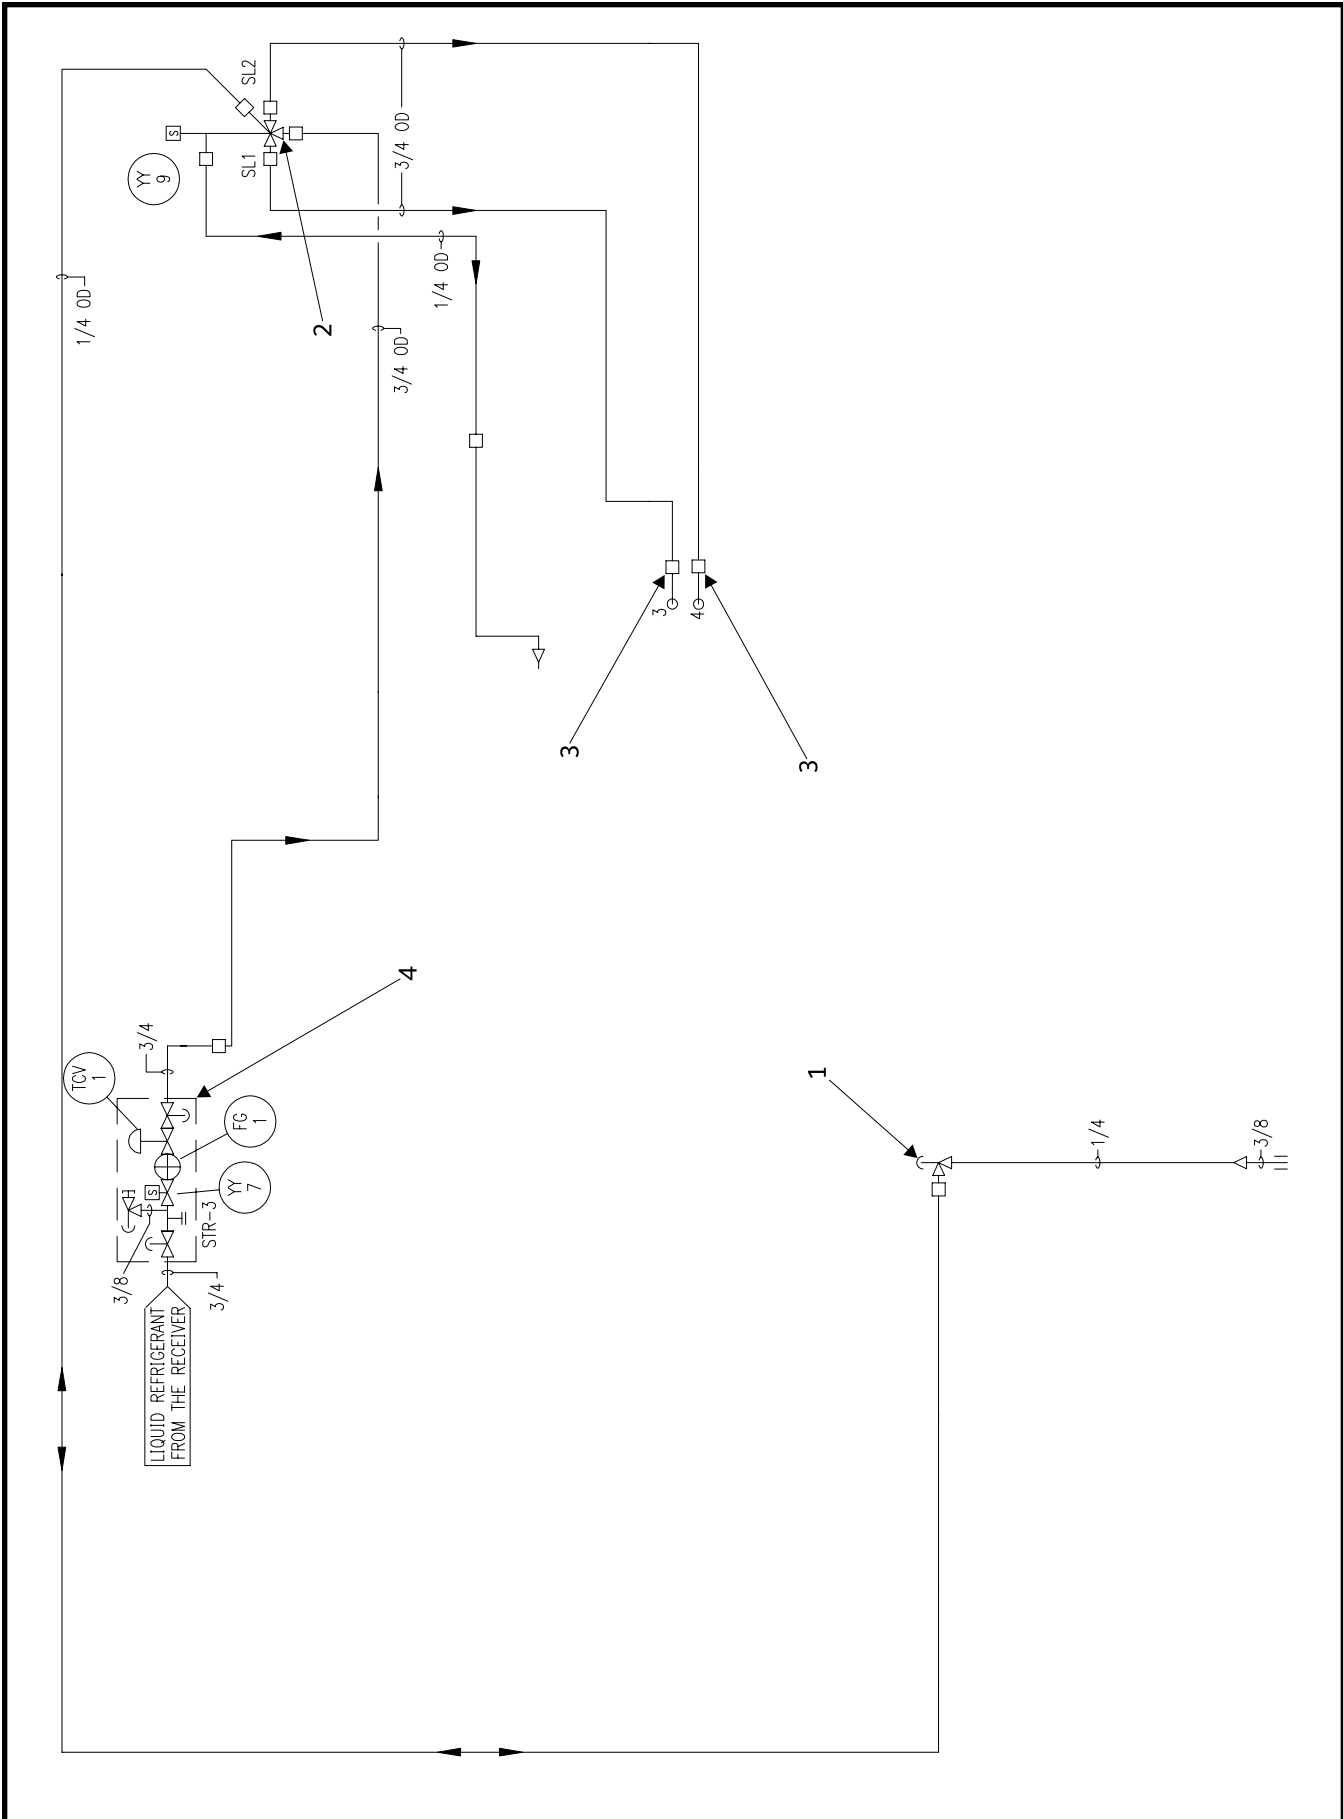 1/4 OD
YY
9
S
SL2
SL1
3/4 OD
1/4 OD
3/4 OD
2
3
4
3
3
TCV
1
3/4
FG
1
YY
7
S
STR-3
3/8
3/4
LIQUID REFRIGERANT
FROM THE RECEIVER
4
1
1/4
3/8